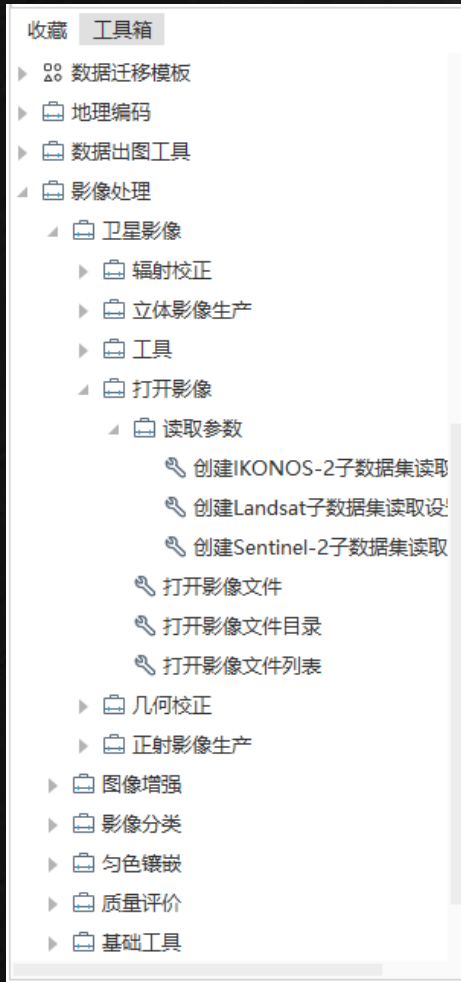 收藏 工具箱
数据迁移模板
地理编码
数据出图工具
影像处理
卫星影像
辐射校正
立体影像生产
工具
打开影像
读取参数
创建IKONOS-2子数据集读取
创建Landsat子数据集读取设
创建Sentinel-2子数据集读取
打开影像文件
打开影像文件目录
打开影像文件列表
几何校正
正射影像生产
图像增强
影像分类
匀色镶嵌
质量评价
基础工具